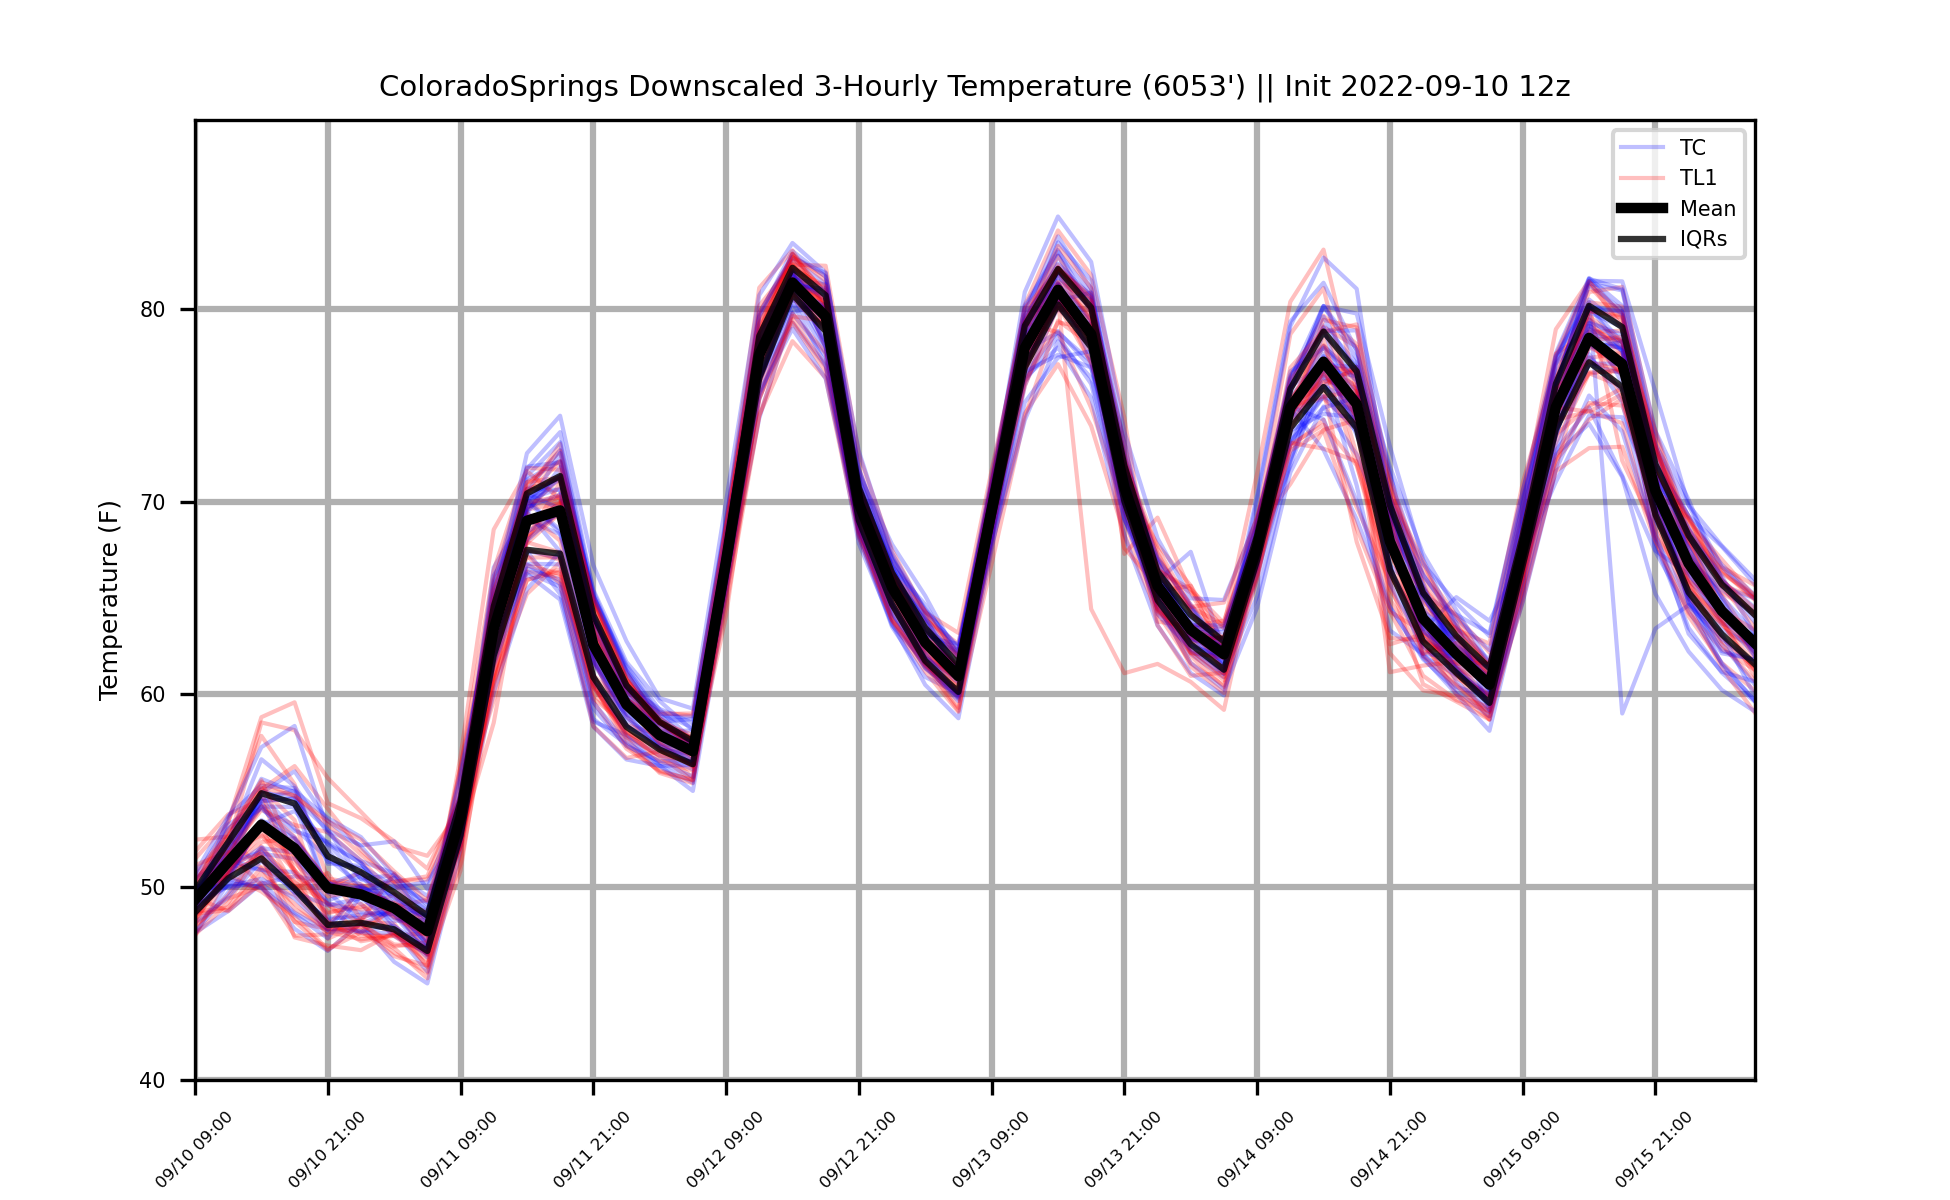 ColoradoSprings Downscaled 3-Hourly Temperature (6053') || Init 2022-09-10 12z
TC
TL1
Mean
IQRs
Temperature (F)
80
70
60
50
40
09/10 09:00
09/10 21:00
09/11 09:00
09/11 21:00
09/12 09:00
09/12 21:00
09/13 09:00
09/13 21:00
09/14 09:00
09/14 21:00
09/15 09:00
09/15 21:00